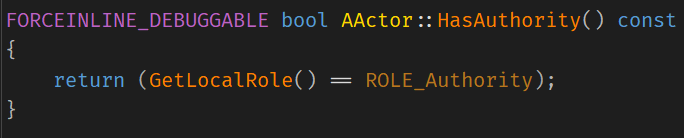 FORCEINLINE_DEBUGGABLE bool AActor::HasAuthority() const
{
    return (GetLocalRole() == ROLE_Authority);
}